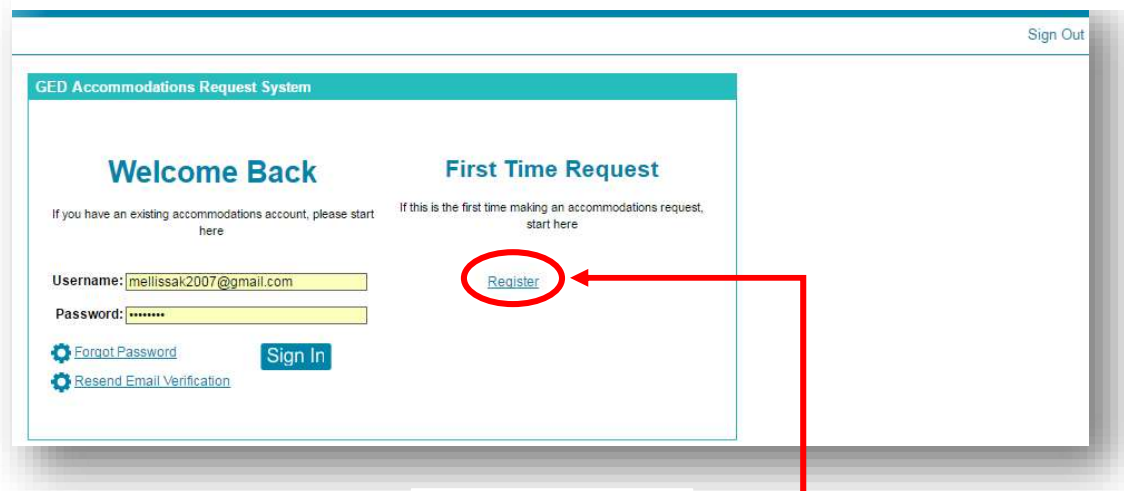 Sign Out
GED Accommodations Request System
Welcome Back
If you have an existing accommodations account, please start
here
Username: mellissak2007@gmail.com
Password: ••••••••
Forgot Password
Sign In
Resend Email Verification
First Time Request
If this is the first time making an accommodations request,
start here
Register